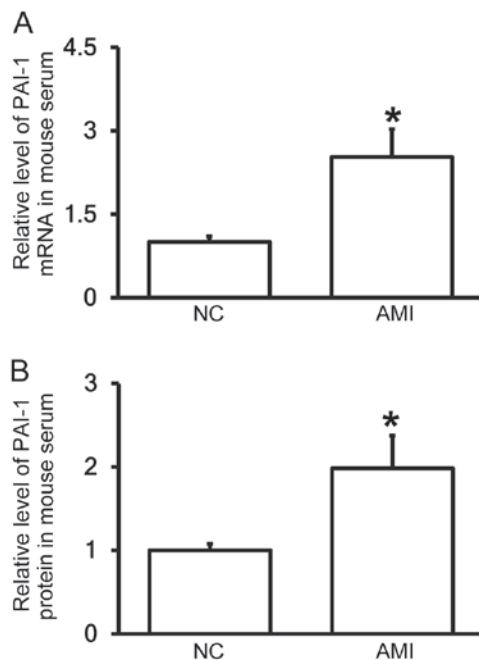 A
Relative level of PAI-1
mRNA in mouse serum
4.5
3
1.5
0
*
NC
AMI
B
Relative level of PAI-1
protein in mouse serum
3
2
1
0
*
NC
AMI